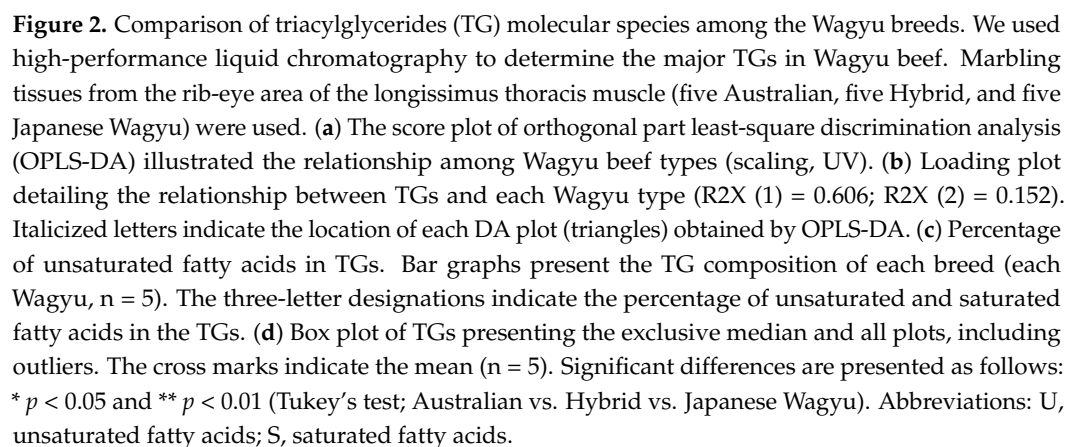 Figure 2. Comparison of triacylglycerides (TG) molecular species among the Wagyu breeds. We used
high-performance liquid chromatography to determine the major TGs in Wagyu beef. Marbling
tissues from the rib-eye area of the longissimus thoracis muscle (five Australian, five Hybrid, and five
Japanese Wagyu) were used. (a) The score plot of orthogonal part least-square discrimination analysis
(OPLS-DA) illustrated the relationship among Wagyu beef types (scaling, UV). (b) Loading plot
detailing the relationship between TGs and each Wagyu type (R2X (1) = 0.606; R2X (2) = 0.152).
Italicized letters indicate the location of each DA plot (triangles) obtained by OPLS-DA. (c) Percentage
of unsaturated fatty acids in TGs. Bar graphs present the TG composition of each breed (each
Wagyu, n = 5). The three-letter designations indicate the percentage of unsaturated and saturated
fatty acids in the TGs. (d) Box plot of TGs presenting the exclusive median and all plots, including
outliers. The cross marks indicate the mean (n = 5). Significant differences are presented as follows:
* p < 0.05 and ** p < 0.01 (Tukey's test; Australian vs. Hybrid vs. Japanese Wagyu). Abbreviations: U,
unsaturated fatty acids; S, saturated fatty acids.